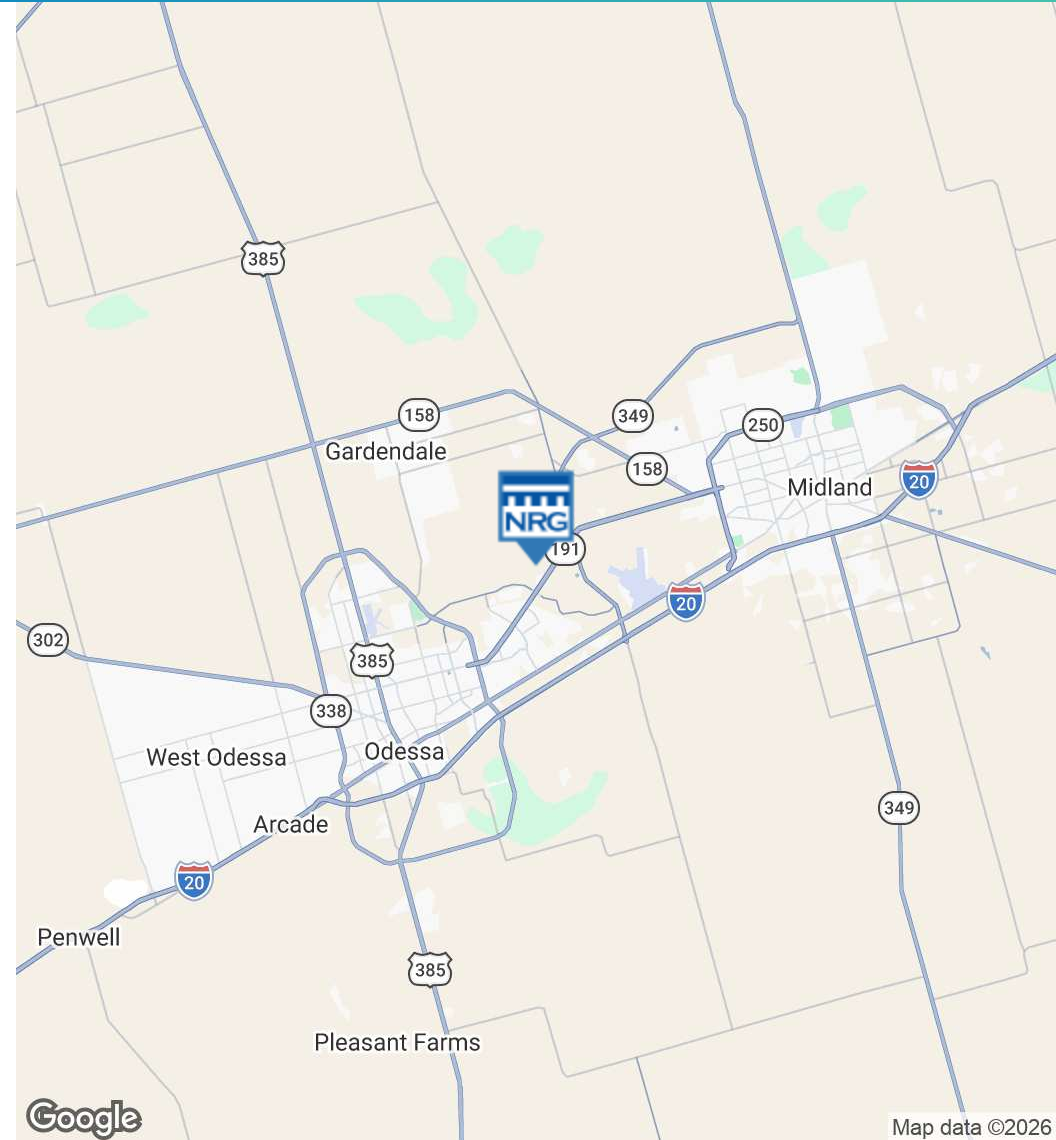 385
158
349
250
Gardendale
158
Midland
20
NRG
191
20
302
385
338
West Odessa
Odessa
Arcade
349
20
Penwell
385
Pleasant Farms
Google
Map data ©2026